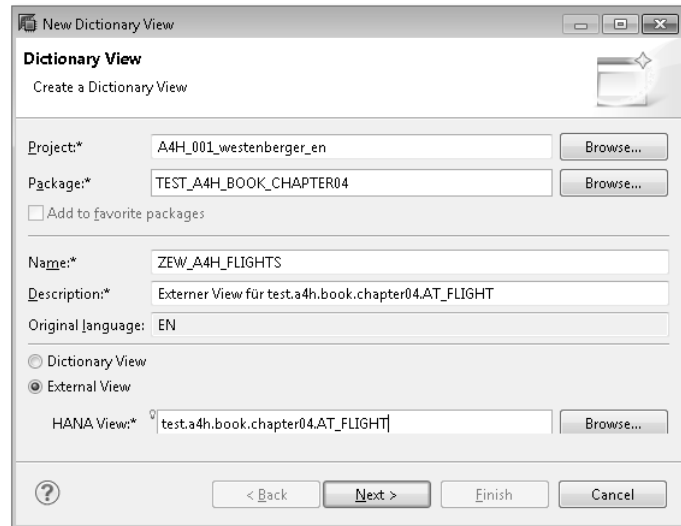 New Dictionary View
Dictionary View
Create a Dictionary View
Project:* A4H_001_westenberger_en Browse...
Package:* TEST_A4H_BOOK_CHAPTER04 Browse...
Add to favorite packages
Name:* ZEW_A4H_FLIGHTS
Description:* Externer View für test.a4h.book.chapter04.AT_FLIGHT
Original language: EN
Dictionary View
External View
HANA View:* test.a4h.book.chapter04.AT_FLIGHT Browse...
? < Back Next > Finish Cancel